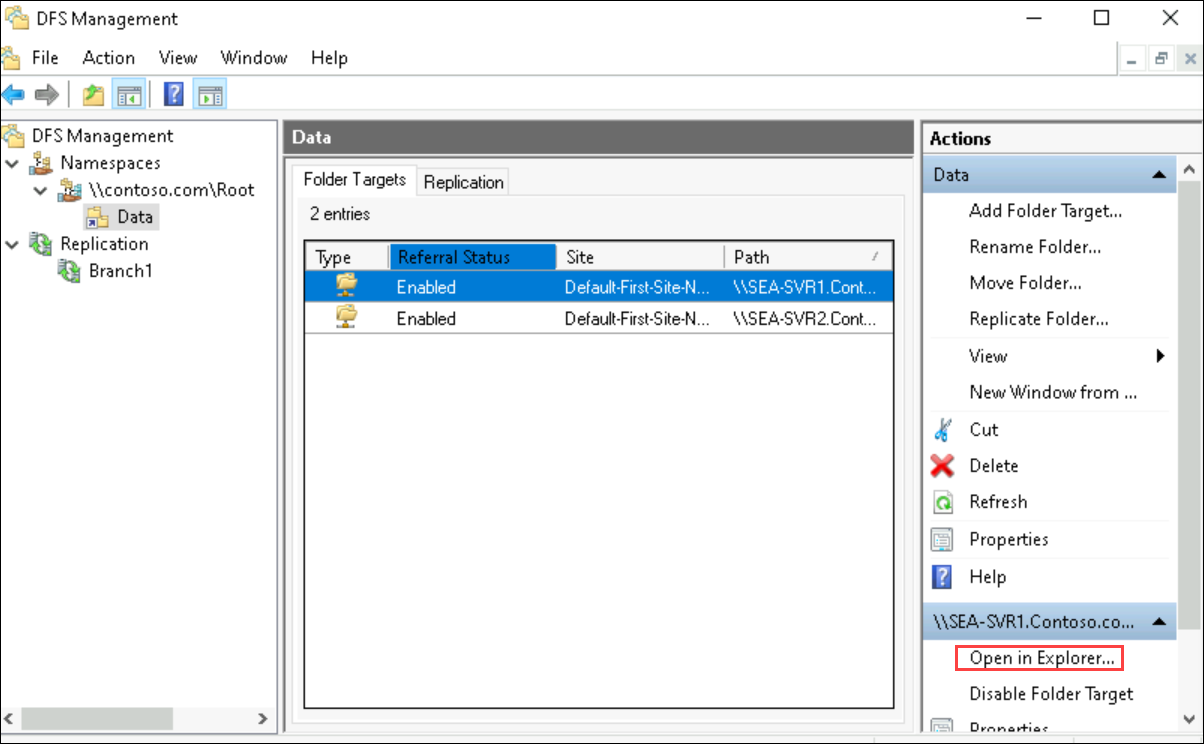 DFS Management
File Action View Window Help
DFS Management
Namespaces
\\contoso.com\Root
Data
Replication
Branch1
Data
Folder Targets Replication
2 entries
Type Referral Status Site Path
Enabled Default-First-Site-N... \\SEA-SVR1.Cont...
Enabled Default-First-Site-N... \\SEA-SVR2.Cont...
Actions
Data
Add Folder Target...
Rename Folder...
Move Folder...
Replicate Folder...
View
New Window from ...
Cut
Delete
Refresh
Properties
Help
\\SEA-SVR1.Contoso.co...
Open in Explorer...
Disable Folder Target
Properties